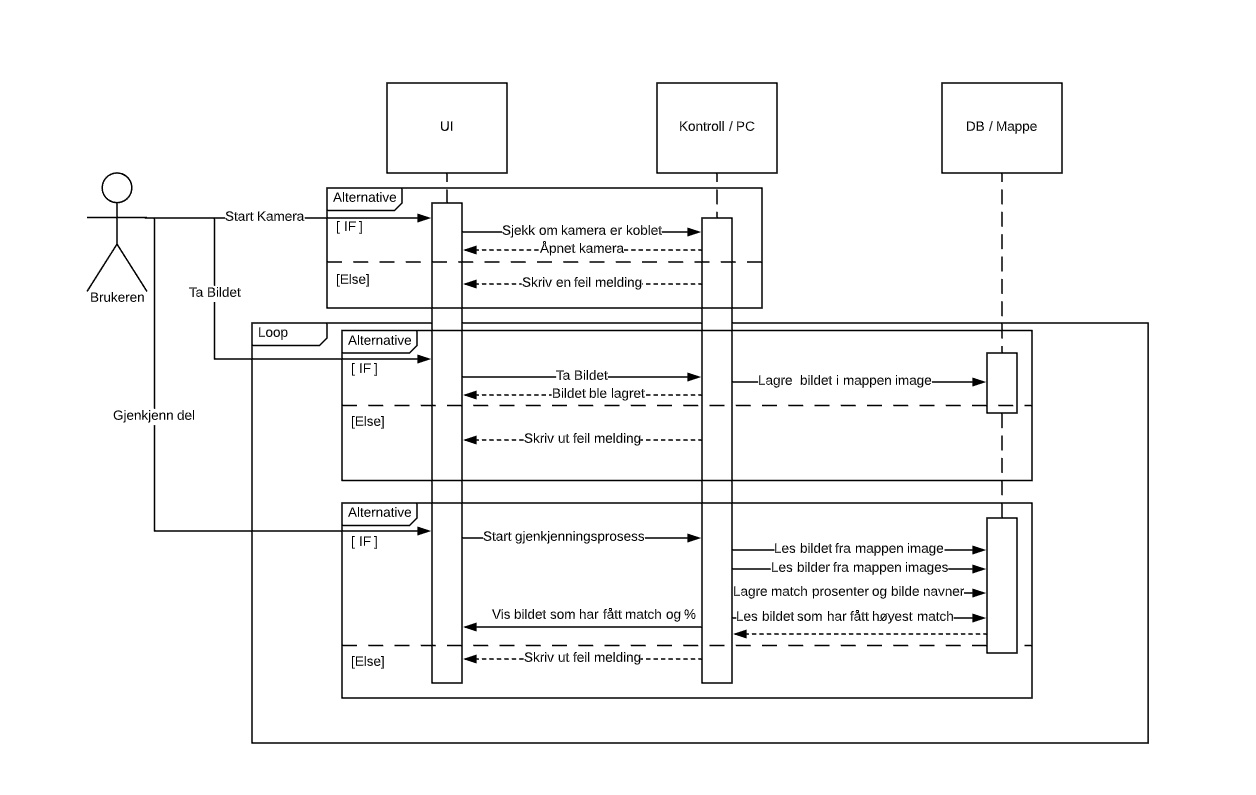 UI
Kontroll / PC
DB / Mappe
Alternative
Start Kamera
[ IF ]
Sjekk om kamera er koblet
Åpnet kamera
[Else]
Skriv en feil melding
Brukeren
Ta Bildet
Loop
Alternative
[ IF ]
Ta Bildet
Lagre bildet i mappen image
Bildet ble lagret
Gjenkjenn del
[Else]
Skriv ut feil melding
Alternative
[ IF ]
Start gjenkjenningsprosess
Les bildet fra mappen image
Les bilder fra mappen images
Lagre match prosenter og bilde navner
Vis bildet som har fått match og %
Les bildet som har fått høyest match
[Else]
Skriv ut feil melding